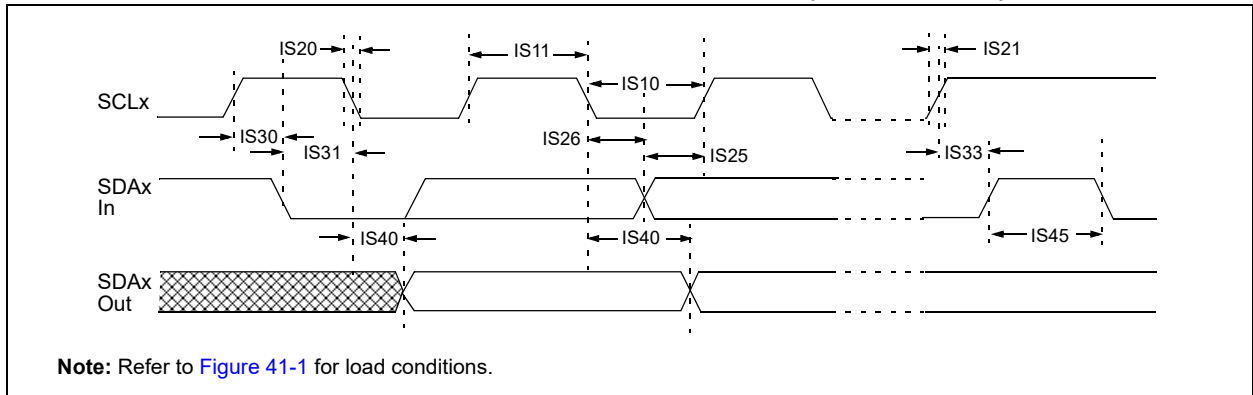 IS20
IS11
IS21
IS10
SCLx
IS30
IS31
IS26
IS25
IS33
SDAx
In
IS40
IS40
IS45
SDAx
Out
Note: Refer to Figure 41-1 for load conditions.